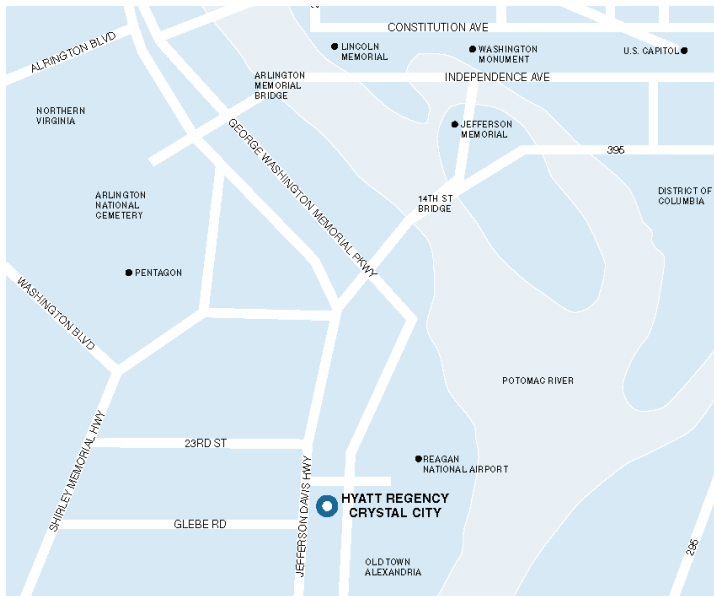 CONSTITUTION AVE
ALRINGTON BLVD
LINCOLN
MEMORIAL
WASHINGTON
MONUMENT
U.S. CAPITOL
ARLINGTON
MEMORIAL
BRIDGE
INDEPENDENCE AVE
NORTHERN
VIRGINIA
GEORGE WASHINGTON MEMORIAL PKWY
JEFFERSON
MEMORIAL
395
ARLINGTON
NATIONAL
CEMETERY
14TH ST
BRIDGE
DISTRICT OF
COLUMBIA
PENTAGON
WASHINGTON BLVD
POTOMAC RIVER
SHIRLEY MEMORIAL HWY
23RD ST
JEFFERSON DAVIS HWY
REAGAN
NATIONAL AIRPORT
HYATT REGENCY
CRYSTAL CITY
GLEBE RD
295
OLD TOWN
ALEXANDRIA